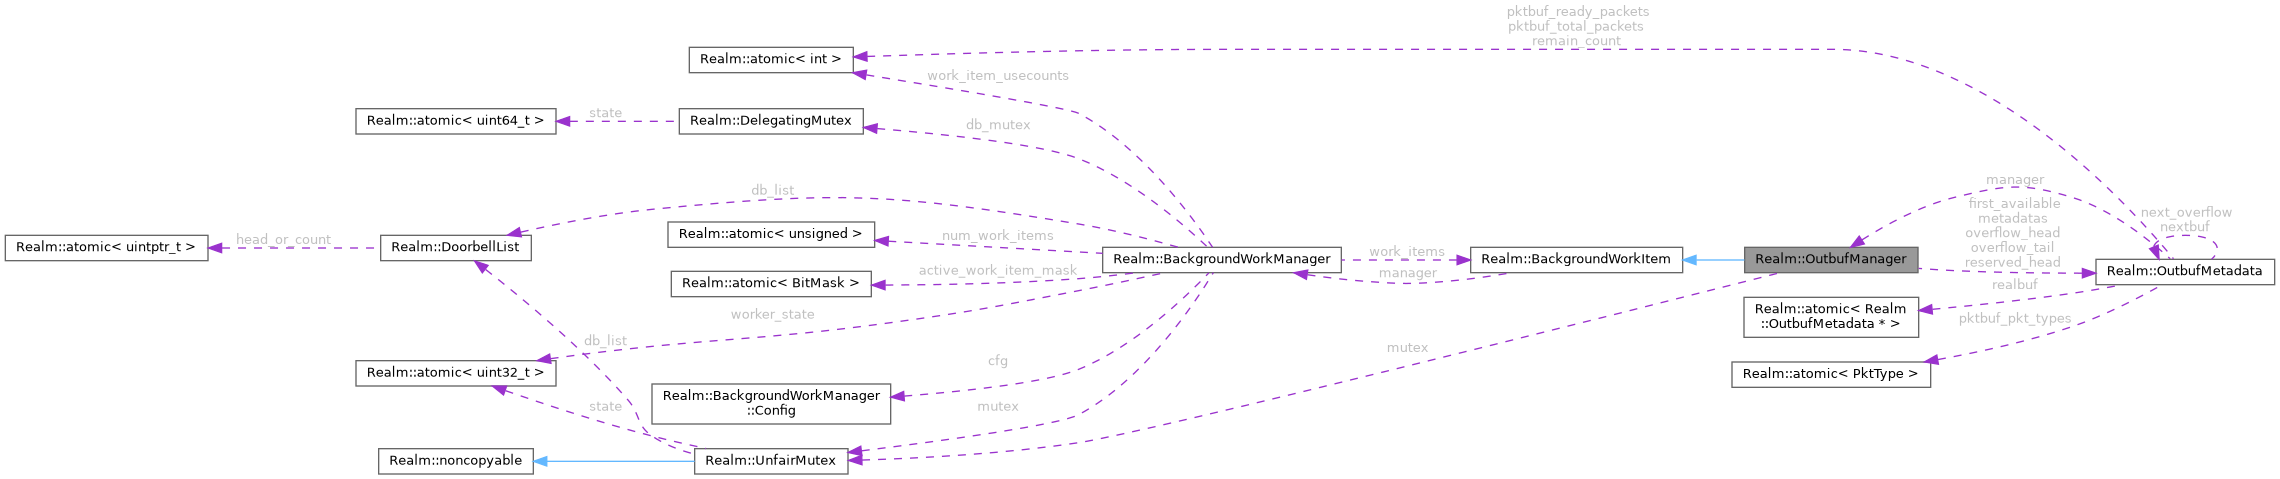 pktbuf_ready_packets
pktbuf_total_packets
remain_count
Realm::atomic< int >
work_item_usecounts
Realm::atomic< uint64_t >
state
Realm::DelegatingMutex
db_mutex
manager
db_list
first_available
metadatas
overflow_head
overflow_tail
reserved_head
next_overflow
nextbuf
Realm::atomic< unsigned >
num_work_items
Realm::atomic< uintptr_t >
head_or_count
Realm::DoorbellList
Realm::BackgroundWorkManager
work_items
manager
Realm::BackgroundWorkItem
Realm::OutbufManager
Realm::OutbufMetadata
Realm::atomic< BitMask >
active_work_item_mask
realbuf
Realm::atomic< Realm
::OutbufMetadata * >
worker_state
pktbuf_pkt_types
db_list
mutex
cfg
Realm::atomic< uint32_t >
Realm::atomic< PktType >
Realm::BackgroundWorkManager
::Config
state
mutex
Realm::noncopyable
Realm::UnfairMutex